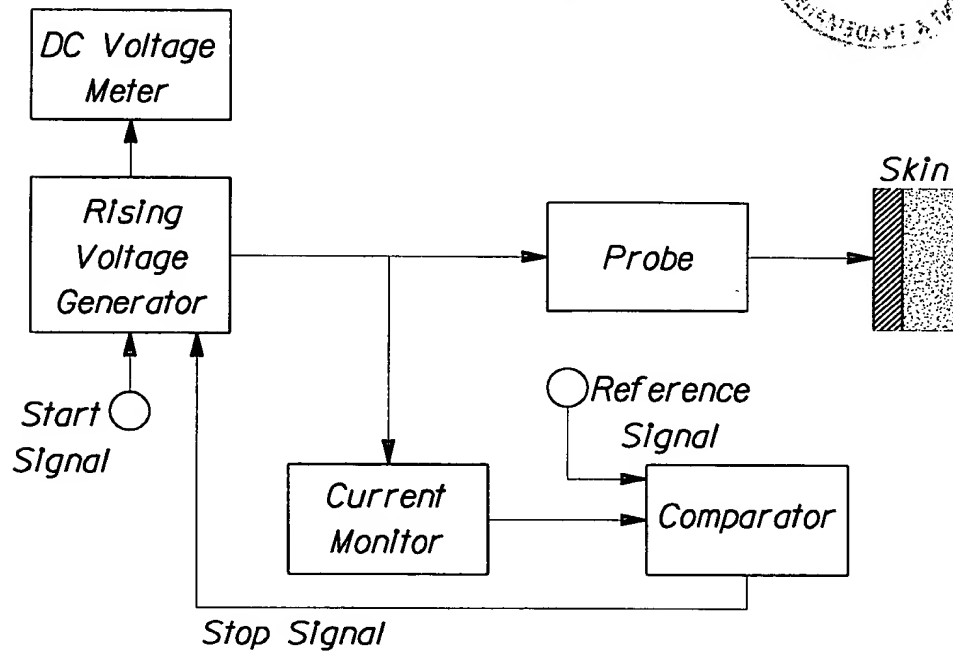 DC Voltage
Meter
Skin
Rising
Voltage
Generator
Probe
Start
Signal
Reference
Signal
Current
Monitor
Comparator
Stop Signal